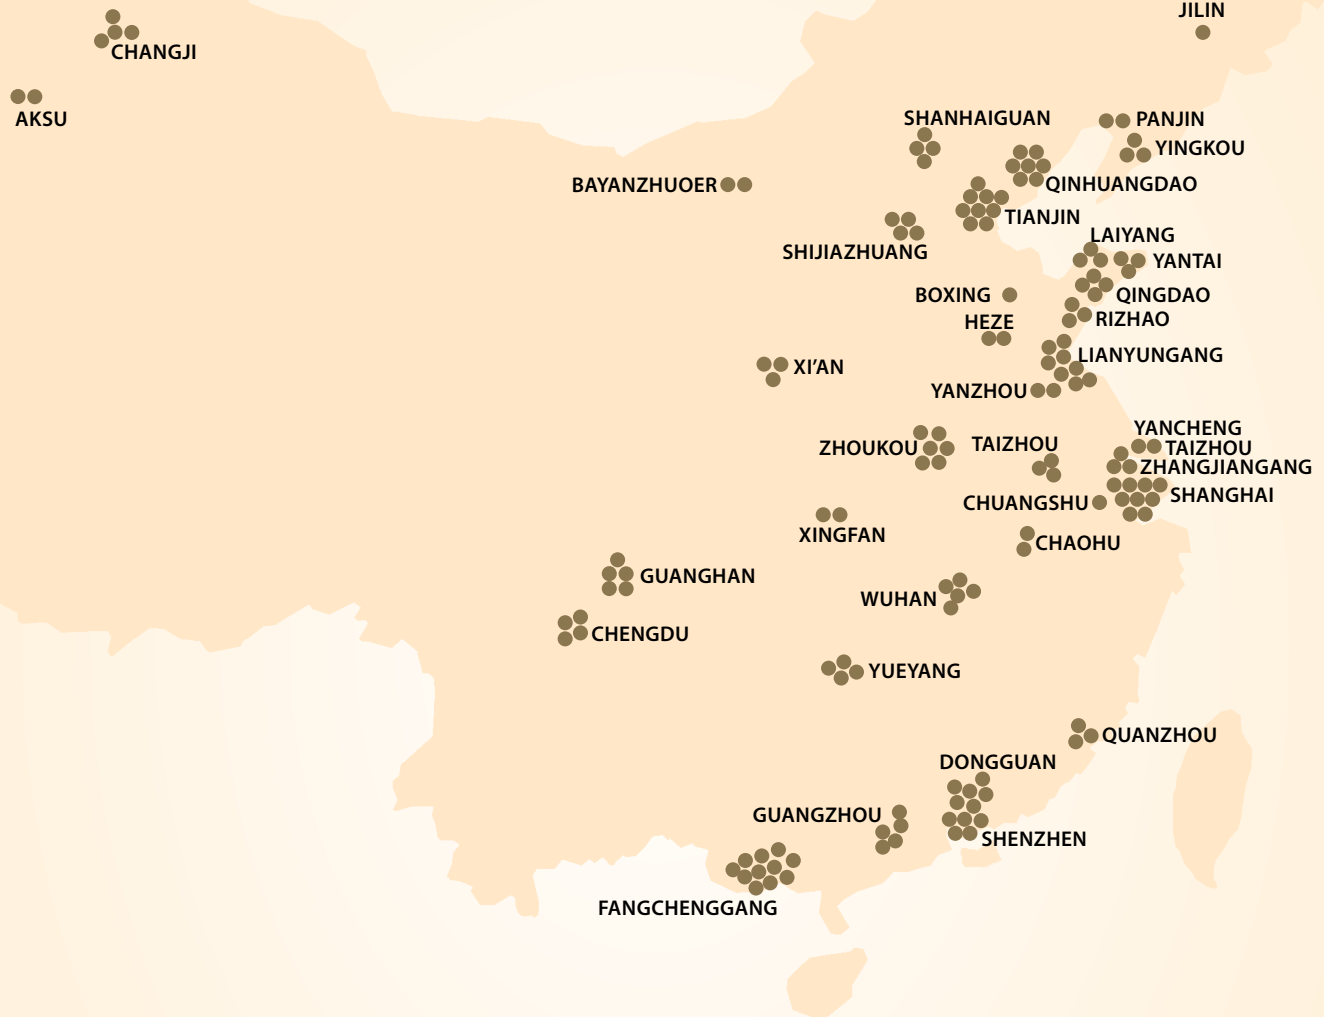 JILIN
CHANGJI
AKSU
SHANHAIGUAN
PANJIN
YINGKOU
BAYANZHUOER
QINHUANGDAO
TIANJIN
LAIYANG
SHIJIAZHUANG
YANTAI
BOXING
QINGDAO
HEZE
RIZHAO
LIANYUNGANG
XI'AN
YANZHOU
YANCHENG
ZHOUKOU
TAIZHOU
TAIZHOU
ZHANGJIANGANG
SHANGHAI
CHUANGSHU
XINGFAN
CHAOHU
GUANGHAN
WUHAN
CHENGDU
YUEYANG
QUANZHOU
DONGGUAN
GUANGZHOU
SHENZHEN
FANGCHENGGANG